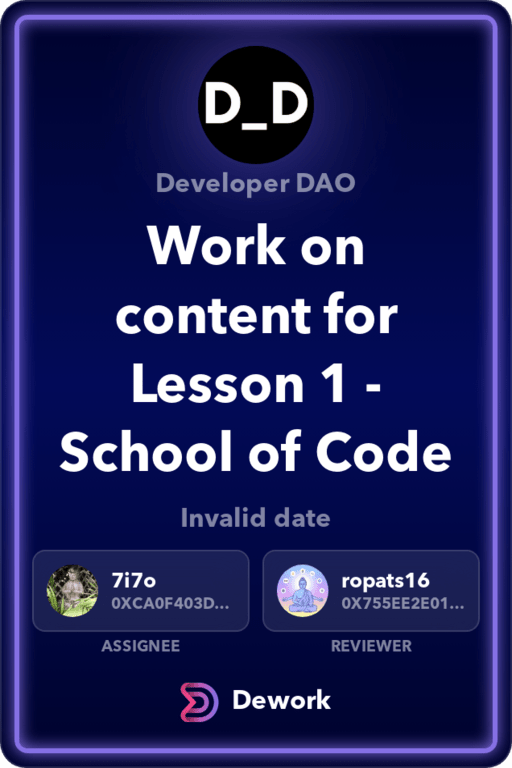 D_D
Developer DAO
Work on
content for
Lesson 1 -
School of Code
Invalid date
7i7o
0XCA0F403D...
ropats16
0X755EE2E01...
ASSIGNEE
REVIEWER
Dework